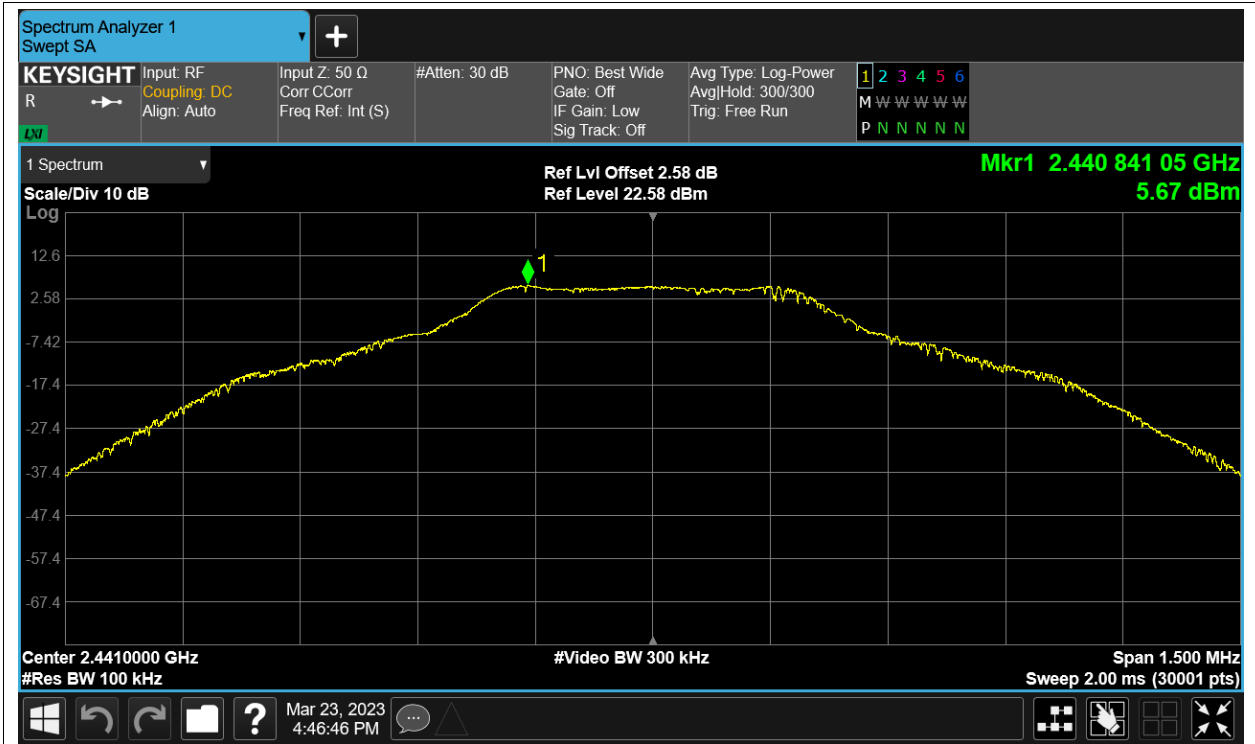 Spectrum Analyzer 1
Swept SA
KEYSIGHT
R
LXI
Input: RF
Coupling: DC
Align: Auto
Input Z: 50 Ω
Corr CCorr
Freq Ref: Int (S)
#Atten: 30 dB
PNO: Best Wide
Gate: Off
IF Gain: Low
Sig Track: Off
Avg Type: Log-Power
Avg|Hold: 300/300
Trig: Free Run
1 2 3 4 5 6
M W W W W W
P N N N N N
1 Spectrum
Scale/Div 10 dB
Log
Ref Lvl Offset 2.58 dB
Ref Level 22.58 dBm
Mkr1 2.440 841 05 GHz
5.67 dBm
1
12.6
2.58
-7.42
-17.4
-27.4
-37.4
-47.4
-57.4
-67.4
Center 2.4410000 GHz
#Video BW 300 kHz
Span 1.500 MHz
#Res BW 100 kHz
Sweep 2.00 ms (30001 pts)
?
Mar 23, 2023
4:46:46 PM